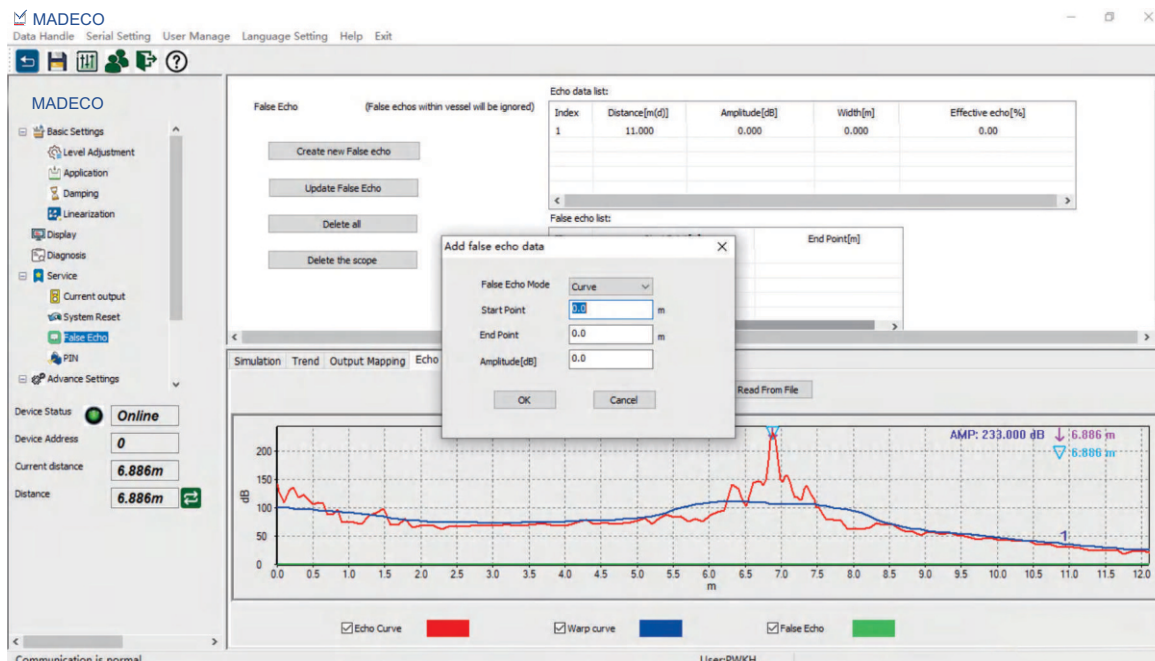 MADECO
Data Handle Serial Setting User Manage Language Setting Help Exit
MADECO
Basic Settings
Level Adjustment
Application
Damping
Linearization
Display
Diagnosis
Service
Current output
System Reset
False Echo
PIN
Advance Settings
Device Status Online
Device Address 0
Current distance 6.886m
Distance 6.886m
False Echo (False echos within vessel will be ignored)
Create new False echo
Update False Echo
Delete all
Delete the scope
Echo data list:
Index Distance[m(d)] Amplitude[dB] Width[m] Effective echo[%]
1 11.000 0.000 0.000 0.00
False echo list:
End Point[m]
Add false echo data
False Echo Mode Curve
Start Point 0.0 m
End Point 0.0 m
Amplitude[dB] 0.0
OK Cancel
Simulation Trend Output Mapping Echo
Read From File
AMP: 233.000 dB 6.886 m
6.886 m
200
150
100
50
0
dB
1
0.0 0.5 1.0 1.5 2.0 2.5 3.0 3.5 4.0 4.5 5.0 5.5 6.0 6.5 7.0 7.5 8.0 8.5 9.0 9.5 10.0 10.5 11.0 11.5 12.0
m
Echo Curve Warp curve False Echo
Communication is normal User:PWKH